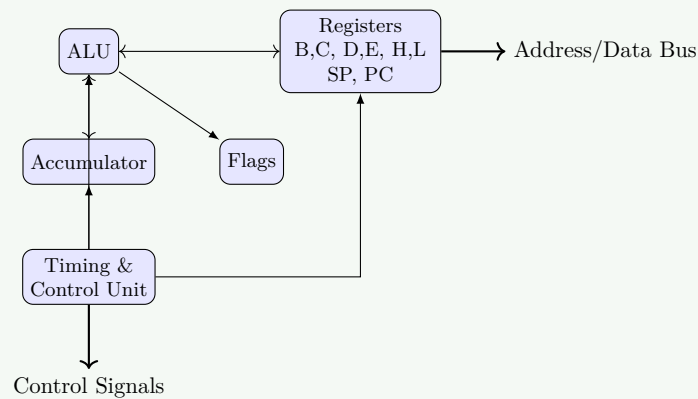 ALU
Registers
B,C, D,E, H,L
SP, PC
Address/Data Bus
Accumulator
Flags
Timing &
Control Unit
Control Signals